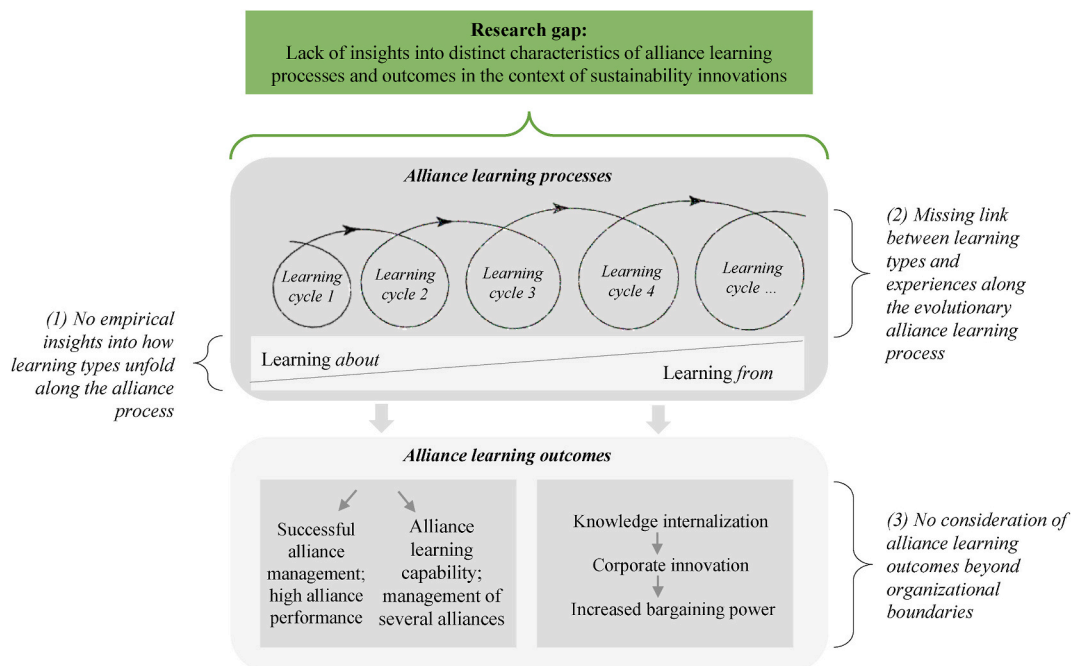 Research gap:
Lack of insights into distinct characteristics of alliance learning
processes and outcomes in the context of sustainability innovations
Alliance learning processes
Learning
cycle 1
Learning
cycle 2
Learning
cycle 3
Learning
cycle 4
Learning
cycle ...
(1) No empirical
insights into how
learning types unfold
along the alliance
process
Learning about
Learning from
(2) Missing link
between learning
types and
experiences along
the evolutionary
alliance learning
process
Alliance learning outcomes
Successful
alliance
management;
high alliance
performance
Alliance
learning
capability;
management of
several alliances
Knowledge internalization
Corporate innovation
Increased bargaining power
(3) No consideration of
alliance learning
outcomes beyond
organizational
boundaries